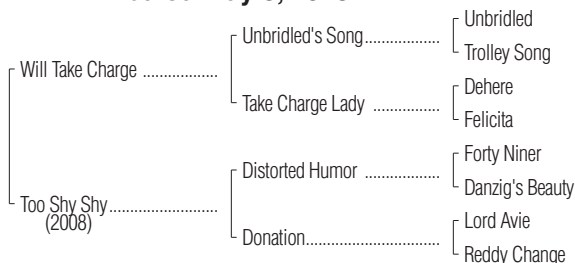 Unbridled
Unbridled's Song..................
Trolley Song
Will Take Charge ..................
Dehere
Take Charge Lady ................
Felicita
Forty Niner
Distorted Humor ..................
Danzig's Beauty
Too Shy Shy..........................
(2008)
Lord Avie
Donation................................
Reddy Change